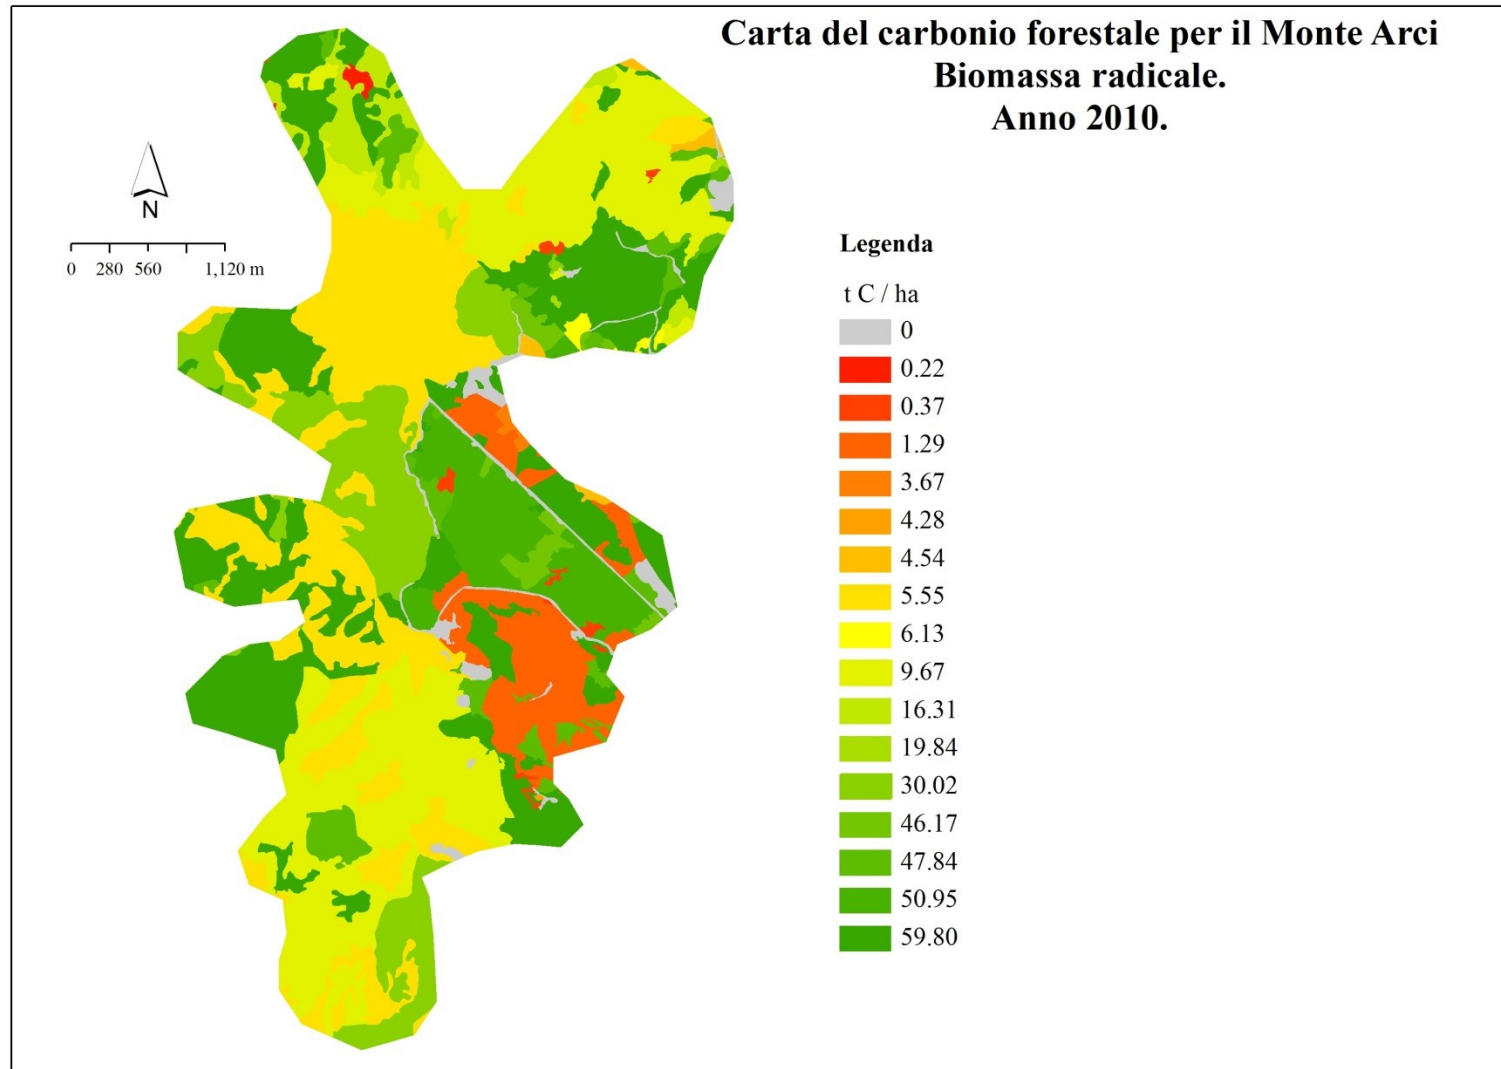 Carta del carbonio forestale per il Monte Arci
Biomassa radicale.
Anno 2010.
N
0 280 560 1,120 m
Legenda
t C / ha
0
0.22
0.37
1.29
3.67
4.28
4.54
5.55
6.13
9.67
16.31
19.84
30.02
46.17
47.84
50.95
59.80